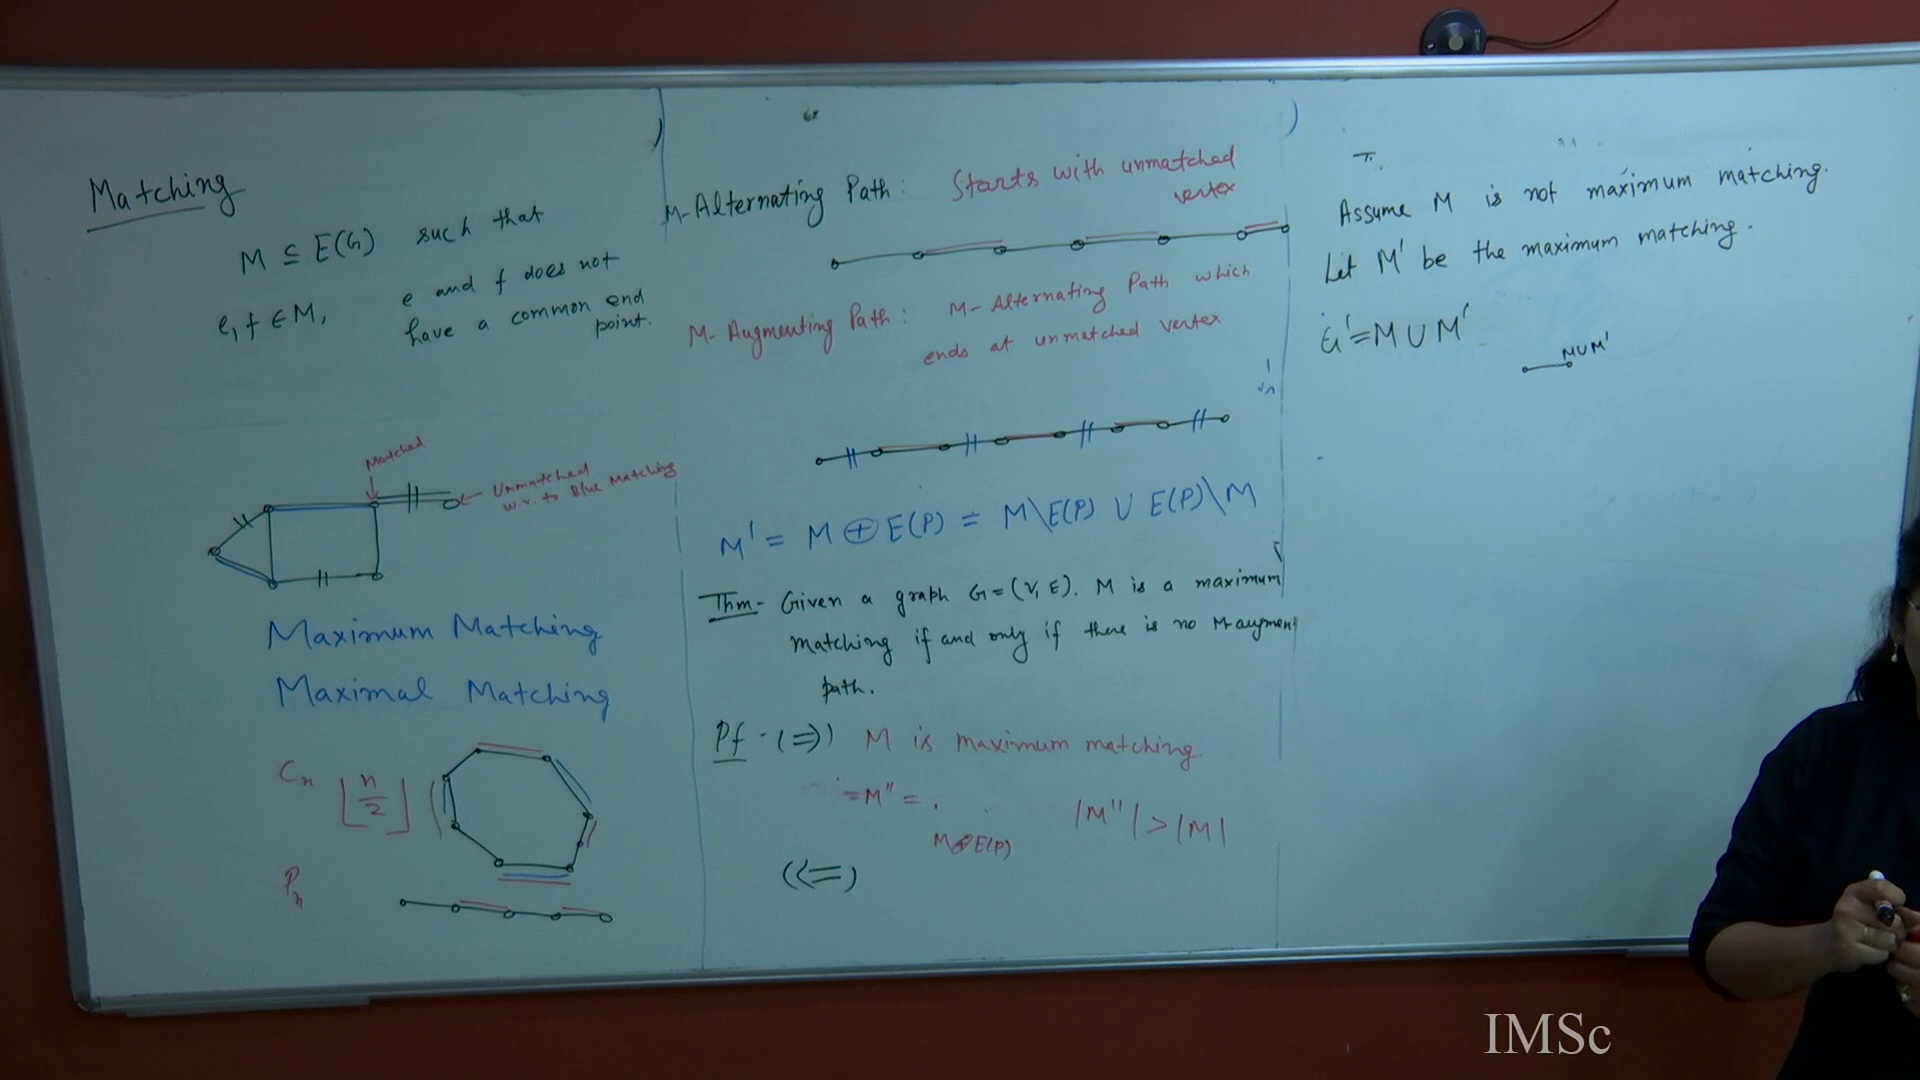 Matching
M ⊆ E(G) such that
e, f ∈ M, e and f does not
have a common end
point.
Matched
Unmatched
w.r. to Blue Matching
Maximum Matching
Maximal Matching
Cn ⌊n/2⌋
Pn
M-Alternating Path: Starts with unmatched
vertex
M-Augmenting Path: M-Alternating Path which
ends at unmatched vertex
M' = M ⊕ E(P) = M\E(P) ∪ E(P)\M
Thm- Given a graph G = (V, E). M is a maximum
matching if and only if there is no M-augment
path.
Pf - (⇒) M is maximum matching.
= M'' = . |M''| > |M|
M⊕E(P)
(⇐)
Assume M is not maximum matching.
Let M' be the maximum matching.
G' = M ∪ M'
M∪M'
IMSc